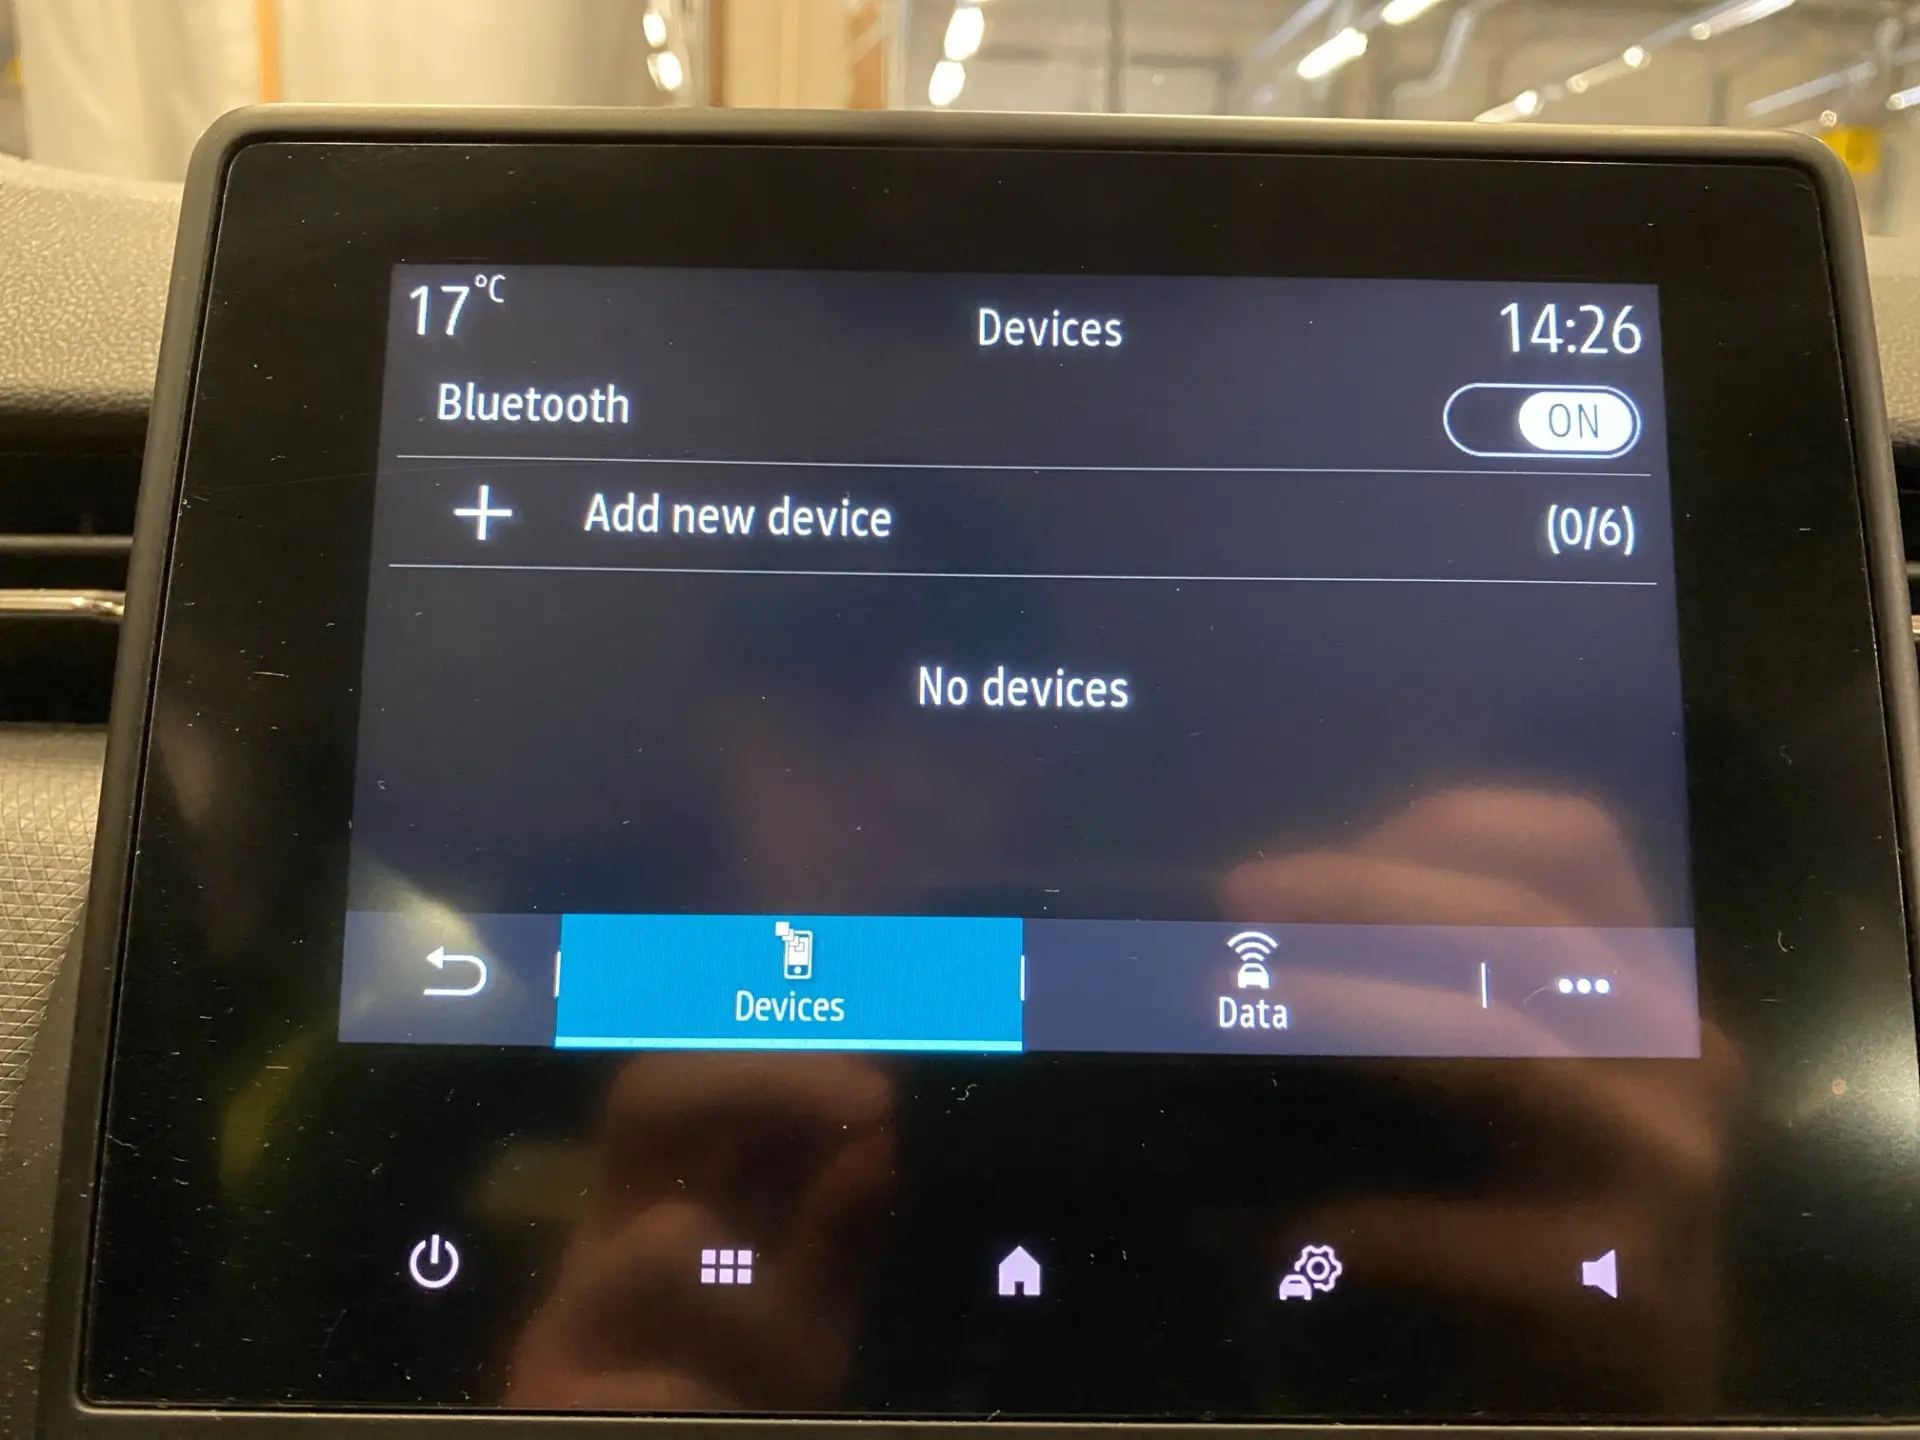 17 °C
Devices
14:26
Bluetooth
ON
Add new device
(0/6)
No devices
Devices
Data